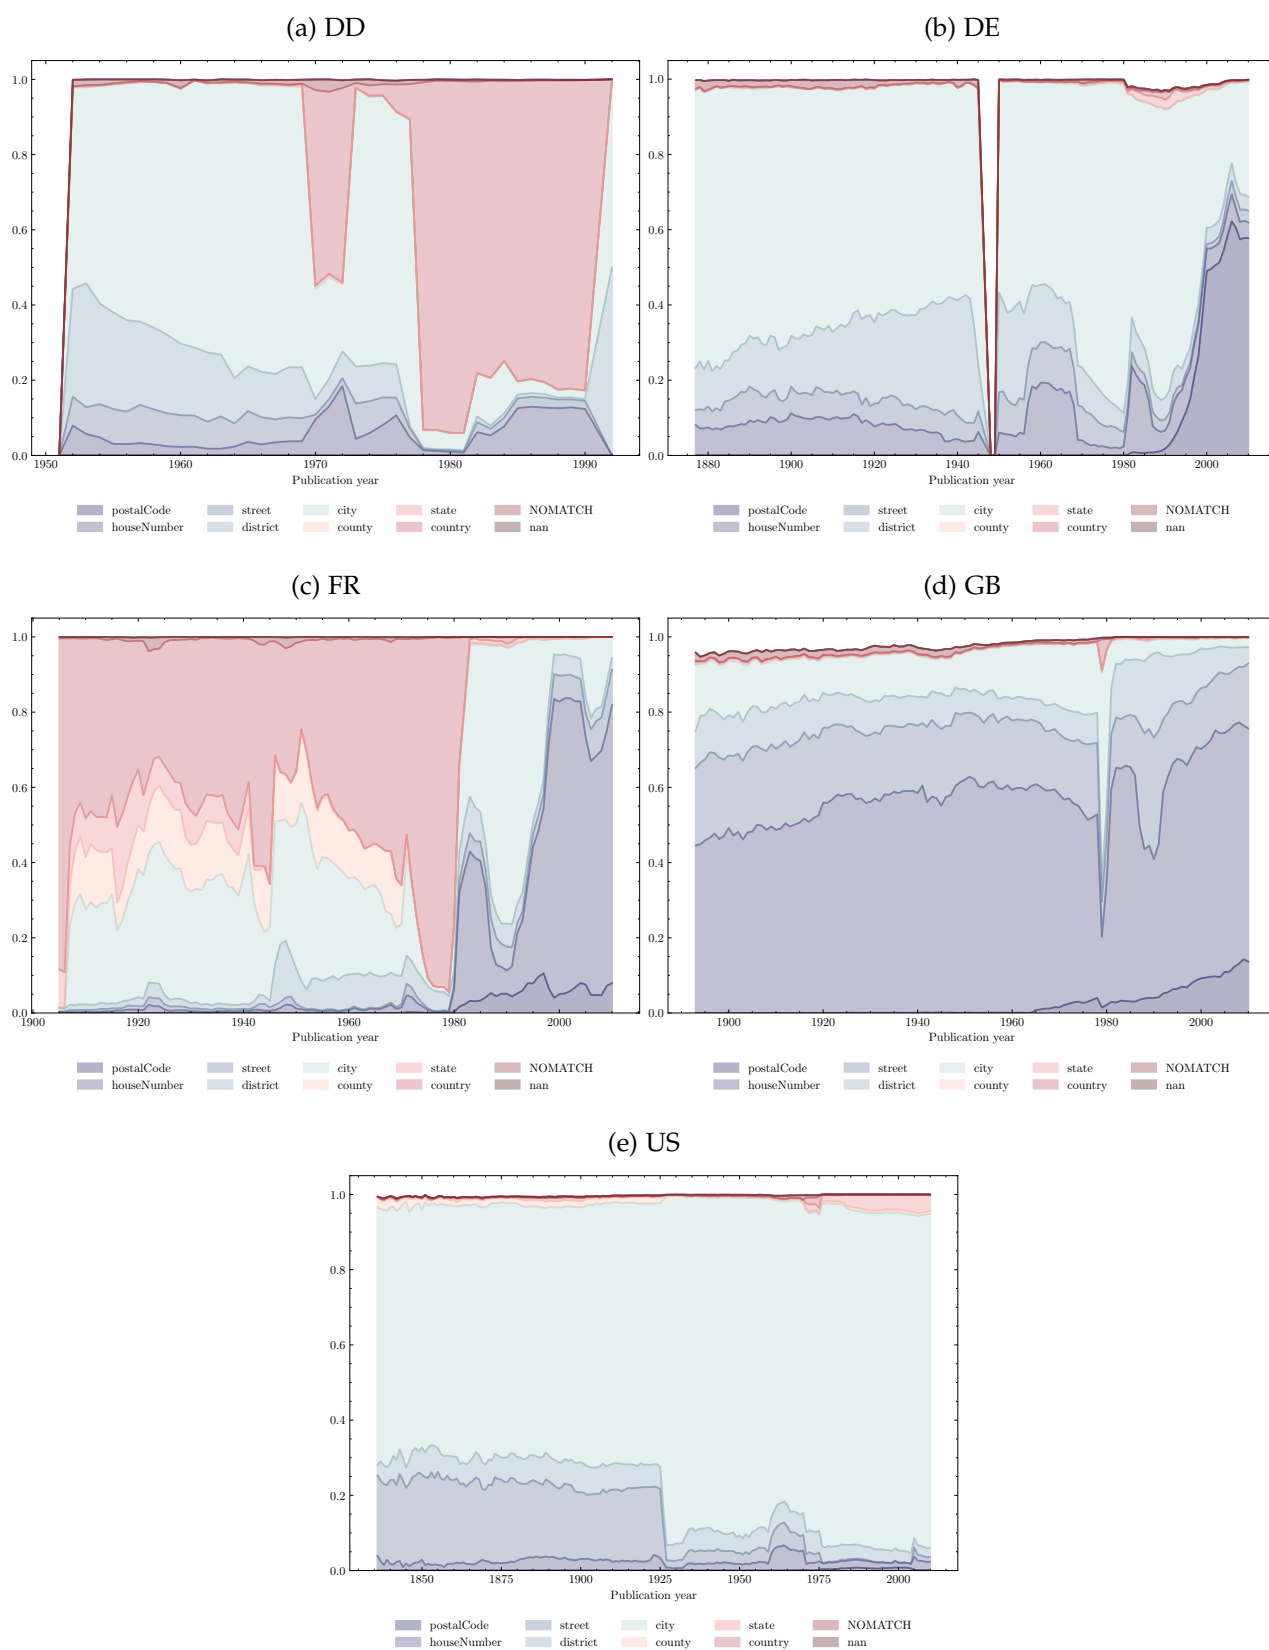 (a) DD
1.0
0.8
0.6
0.4
0.2
0.0
1950 1960 1970 1980 1990
Publication year
postalCode street city state NOMATCH
houseNumber district county country nan
(b) DE
1.0
0.8
0.6
0.4
0.2
0.0
1880 1900 1920 1940 1960 1980 2000
Publication year
postalCode street city state NOMATCH
houseNumber district county country nan
(c) FR
1.0
0.8
0.6
0.4
0.2
0.0
1900 1920 1940 1960 1980 2000
Publication year
postalCode street city state NOMATCH
houseNumber district county country nan
(d) GB
1.0
0.8
0.6
0.4
0.2
0.0
1900 1920 1940 1960 1980 2000
Publication year
postalCode street city state NOMATCH
houseNumber district county country nan
(e) US
1.0
0.8
0.6
0.4
0.2
0.0
1850 1875 1900 1925 1950 1975 2000
Publication year
postalCode street city state NOMATCH
houseNumber district county country nan